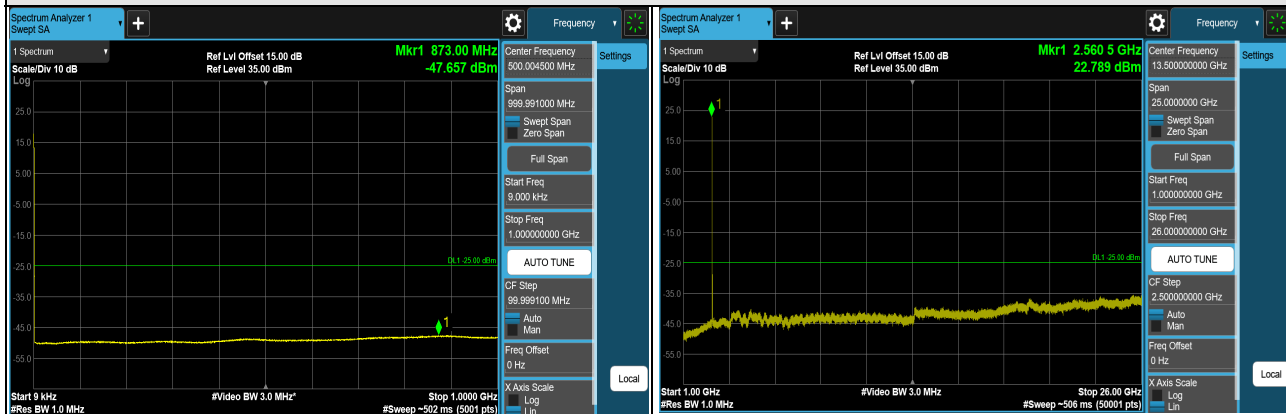 Spectrum Analyzer 1
Swept SA
+
Frequency
1 Spectrum
Scale/Div 10 dB
Log
Ref Lvl Offset 15.00 dB
Ref Level 35.00 dBm
Mkr1 873.00 MHz
-47.657 dBm
25.0
15.0
5.00
-5.00
-15.0
-25.0
-35.0
-45.0
-55.0
1
DL1 -25.00 dBm
Start 9 kHz
#Res BW 1.0 MHz
#Video BW 3.0 MHz*
Stop 1.0000 GHz
#Sweep ~502 ms (5001 pts)
Center Frequency
500.004500 MHz
Span
999.991000 MHz
Swept Span
Zero Span
Full Span
Start Freq
9.000 kHz
Stop Freq
1.000000000 GHz
AUTO TUNE
CF Step
99.999100 MHz
Auto
Man
Freq Offset
0 Hz
X Axis Scale
Log
Lin
Settings
Local
Spectrum Analyzer 1
Swept SA
+
Frequency
1 Spectrum
Scale/Div 10 dB
Log
Ref Lvl Offset 15.00 dB
Ref Level 35.00 dBm
Mkr1 2.560 5 GHz
22.789 dBm
25.0
15.0
5.00
-5.00
-15.0
-25.0
-35.0
-45.0
-55.0
1
DL1 -25.00 dBm
Start 1.00 GHz
#Res BW 1.0 MHz
#Video BW 3.0 MHz
Stop 26.00 GHz
#Sweep ~506 ms (50001 pts)
Center Frequency
13.500000000 GHz
Span
25.0000000 GHz
Swept Span
Zero Span
Full Span
Start Freq
1.000000000 GHz
Stop Freq
26.000000000 GHz
AUTO TUNE
CF Step
2.500000000 GHz
Auto
Man
Freq Offset
0 Hz
X Axis Scale
Log
Lin
Settings
Local